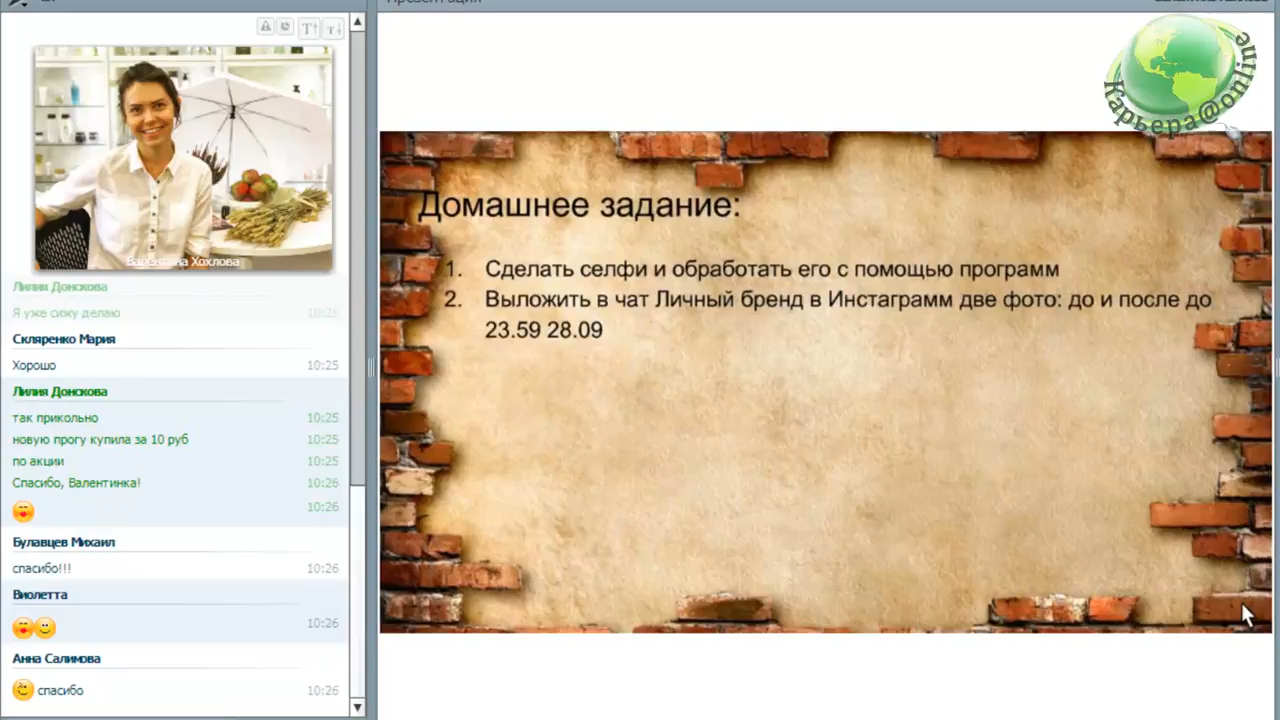 Презентация
Карьера@online
Валентина Хохлова
Лилия Донскова
Я уже сижу делаю 10:25
Скляренко Мария
Хорошо 10:25
Лилия Донскова
так прикольно 10:25
новую прогу купила за 10 руб 10:25
по акции 10:25
Спасибо, Валентинка! 10:26
10:26
Булавцев Михаил
спасибо!!! 10:26
Виолетта
10:26
Анна Салимова
спасибо 10:26
Домашнее задание:
1. Сделать селфи и обработать его с помощью программ
2. Выложить в чат Личный бренд в Инстаграмм две фото: до и после до
23.59 28.09